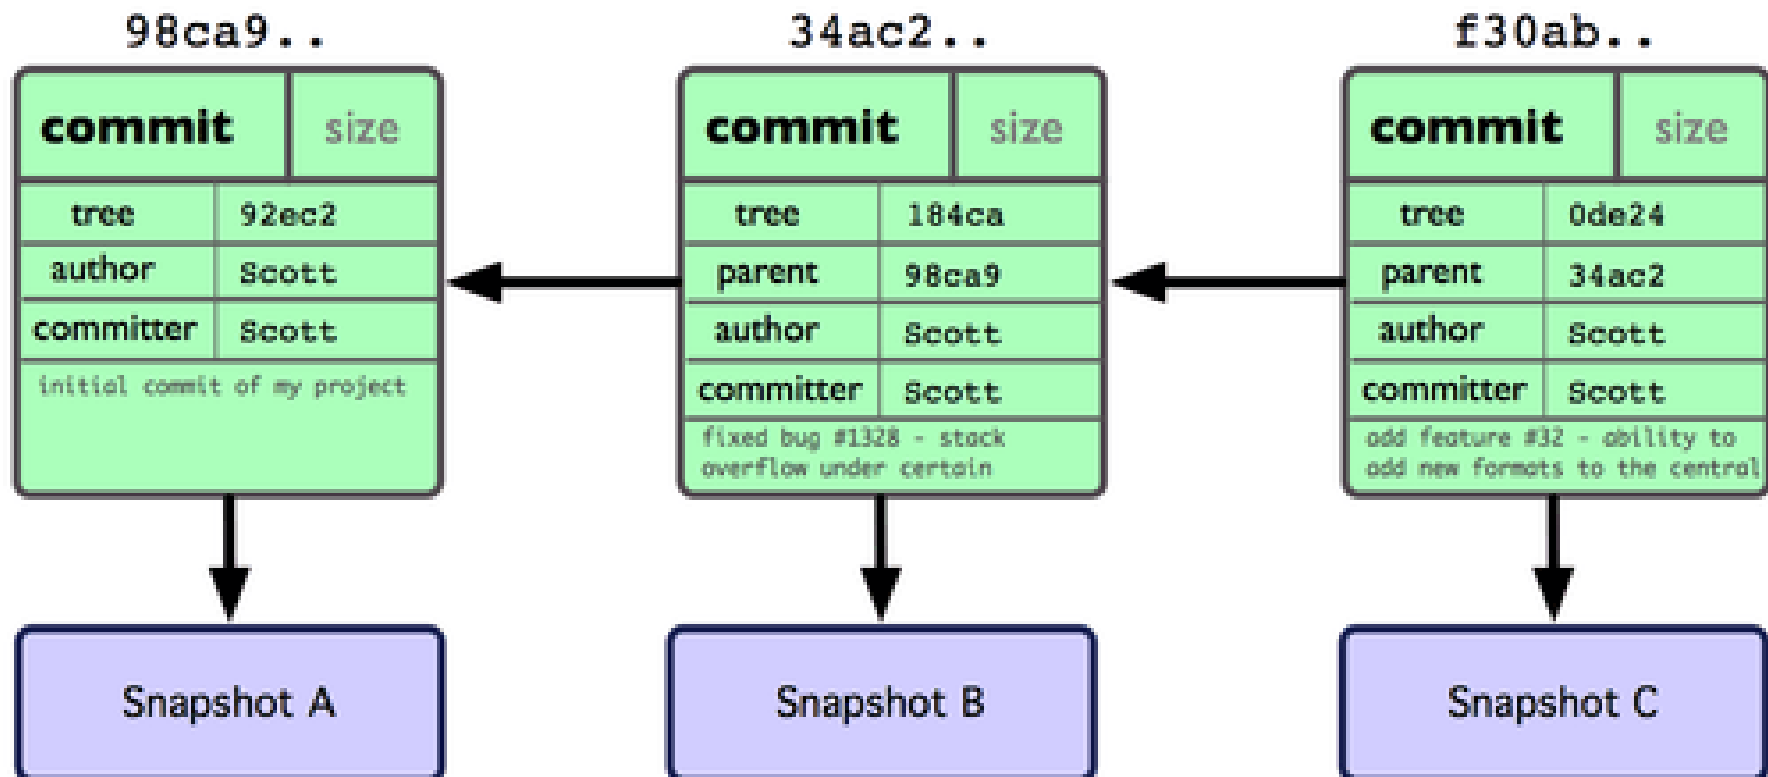 98ca9..
commit size
tree 92ec2
author Scott
committer Scott
initial commit of my project
Snapshot A
34ac2..
commit size
tree 184ca
parent 98ca9
author Scott
committer Scott
fixed bug #1328 - stack
overflow under certain
Snapshot B
f30ab..
commit size
tree 0de24
parent 34ac2
author Scott
committer Scott
add feature #32 - ability to
add new formats to the central
Snapshot C